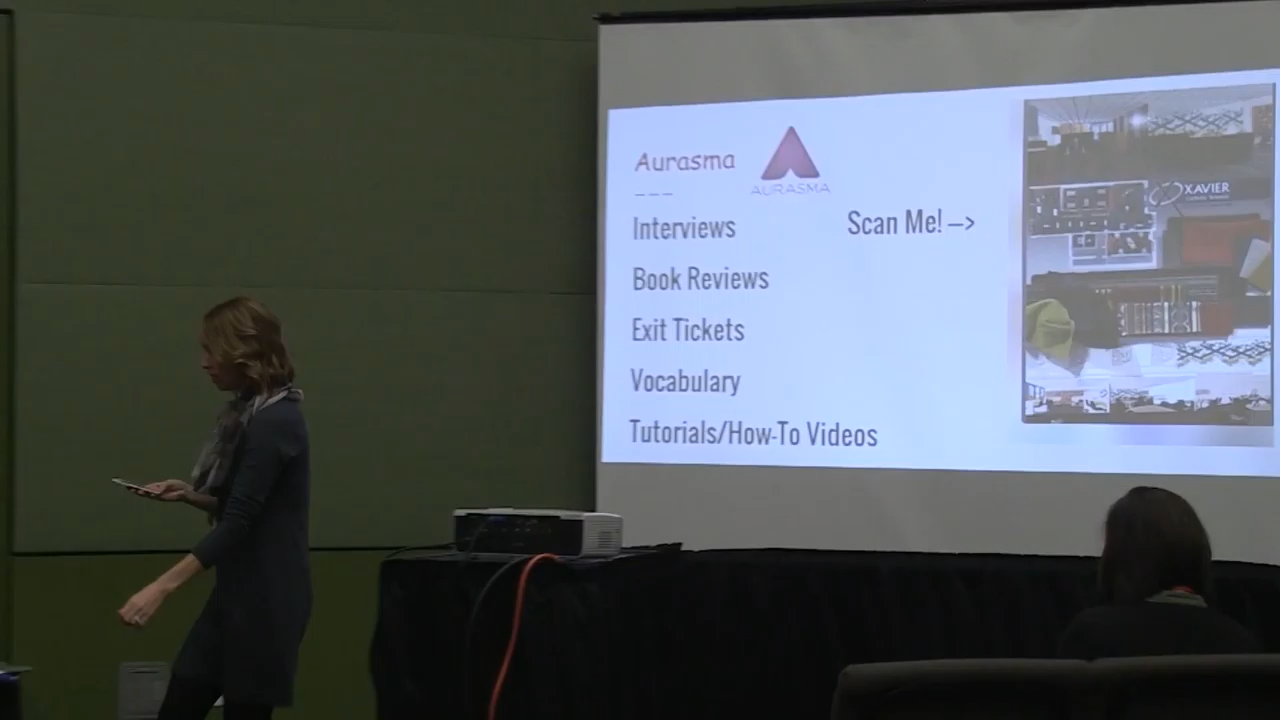 Aurasma
AURASMA
---
Interviews
Scan Me! -->
Book Reviews
Exit Tickets
Vocabulary
Tutorials/How-To Videos
XAVIER